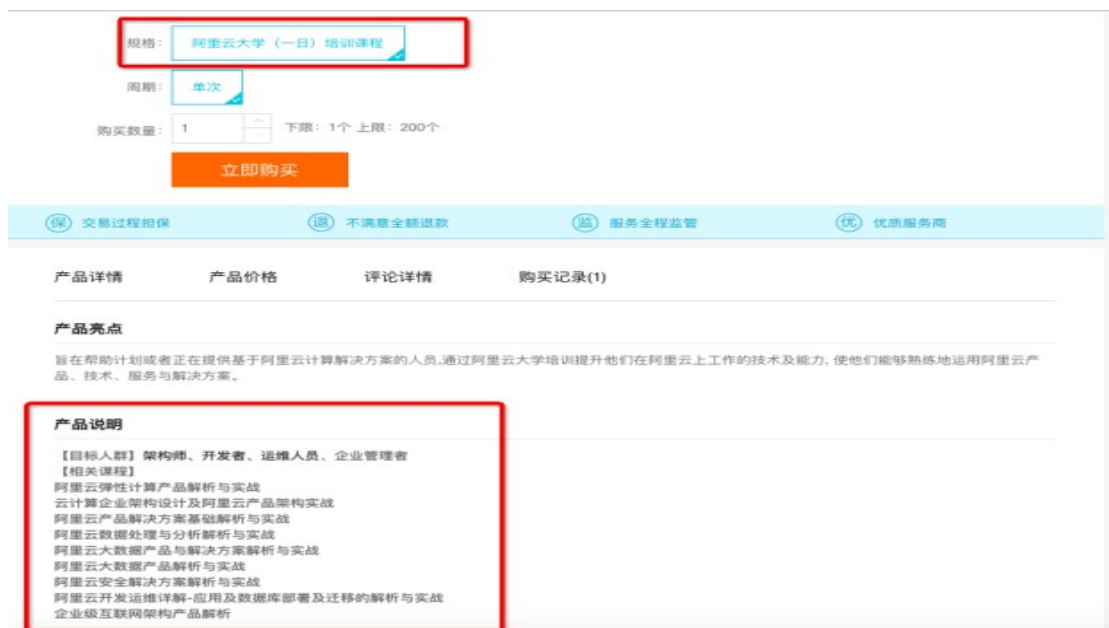 规格： 阿里云大学（一日）培训课程
周期： 单次
购买数量： 1 下限：1个 上限：200个
立即购买
保 交易过程担保 退 不满意全额退款 监 服务全程监管 优 优质服务商
产品详情 产品价格 评论详情 购买记录(1)
产品亮点
旨在帮助计划或者正在提供基于阿里云计算解决方案的人员,通过阿里云大学培训提升他们在阿里云上工作的技术及能力, 使他们能够熟练地运用阿里云产
品、技术、服务与解决方案。
产品说明
【目标人群】架构师、开发者、运维人员、企业管理者
【相关课程】
阿里云弹性计算产品解析与实战
云计算企业架构设计及阿里云产品架构实战
阿里云产品解决方案基础解析与实战
阿里云数据处理与分析解析与实战
阿里云大数据产品与解决方案解析与实战
阿里云大数据产品解析与实战
阿里云安全解决方案解析与实战
阿里云开发运维详解-应用及数据库部署及迁移的解析与实战
企业级互联网架构产品解析